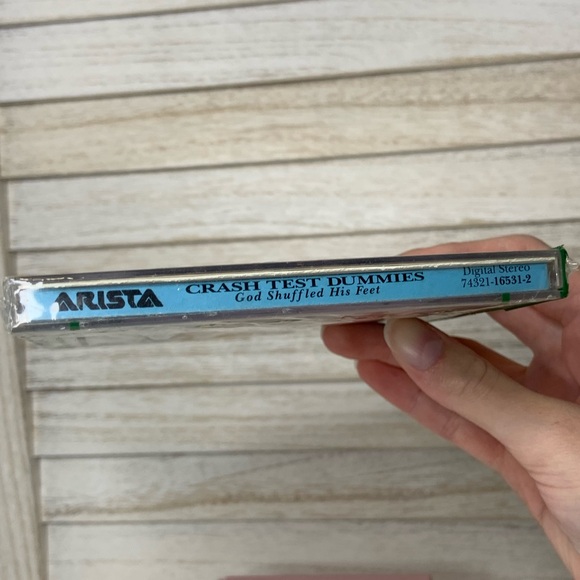 ARISTA
CRASH TEST DUMMIES
God Shuffled His Feet
Digital Stereo
74321-16531-2